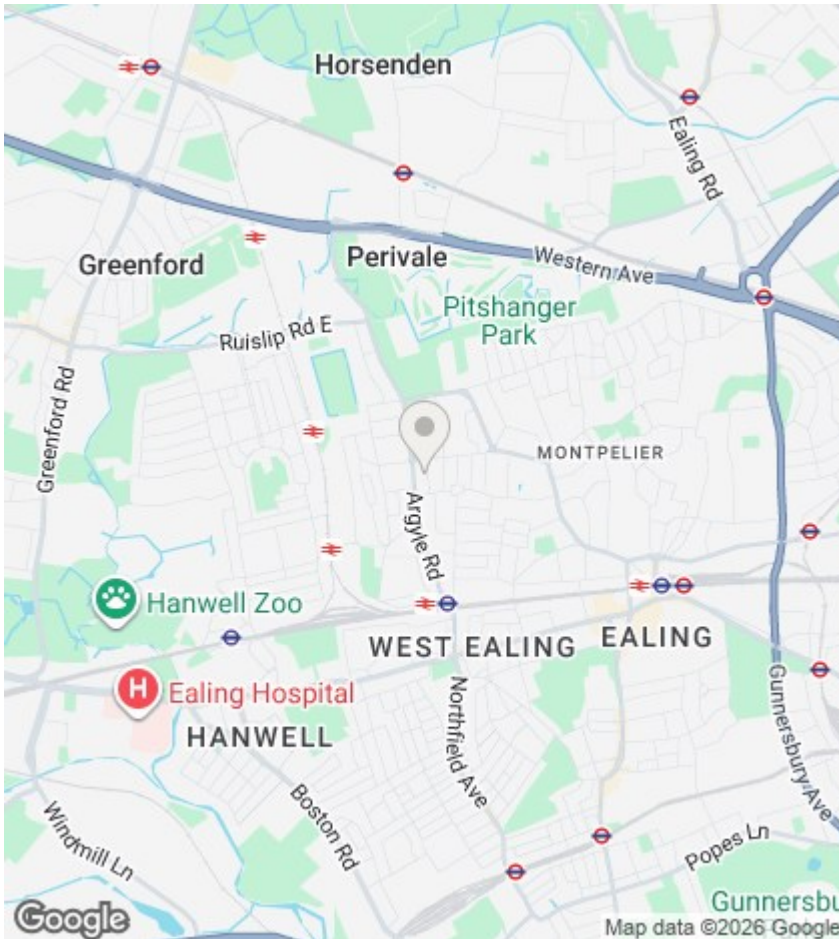 Horsenden
Ealing Rd
Greenford
Perivale
Western Ave
Pitshanger
Park
Ruislip Rd E
Greenford Rd
MONTPELIER
Argyle Rd
Hanwell Zoo
WEST EALING
EALING
H
Ealing Hospital
HANWELL
Northfield Ave
Gunnersbury Ave
Boston Rd
Windmill Ln
Popes Ln
Gunnersbu
Google
Map data ©2026 Google